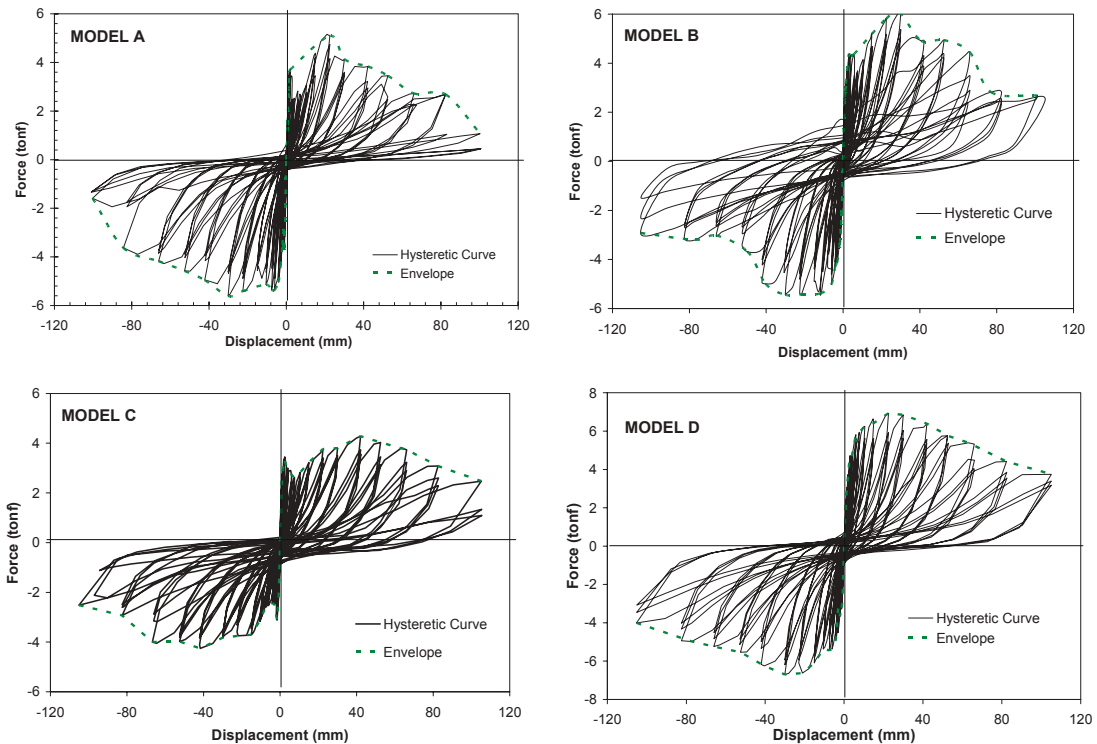 MODEL A
6
4
2
0
-2
-4
-6
-120 -80 -40 0 40 80 120
Force (tonf)
Displacement (mm)
Hysteretic Curve
Envelope
MODEL B
6
4
2
0
-2
-4
-6
-120 -80 -40 0 40 80 120
Force (tonf)
Displacement (mm)
Hysteretic Curve
Envelope
MODEL C
6
4
2
0
-2
-4
-6
-120 -80 -40 0 40 80 120
Force (tonf)
Displacement (mm)
Hysteretic Curve
Envelope
MODEL D
8
6
4
2
0
-2
-4
-6
-8
-120 -80 -40 0 40 80 120
Force (tonf)
Displacement (mm)
Hysteretic Curve
Envelope